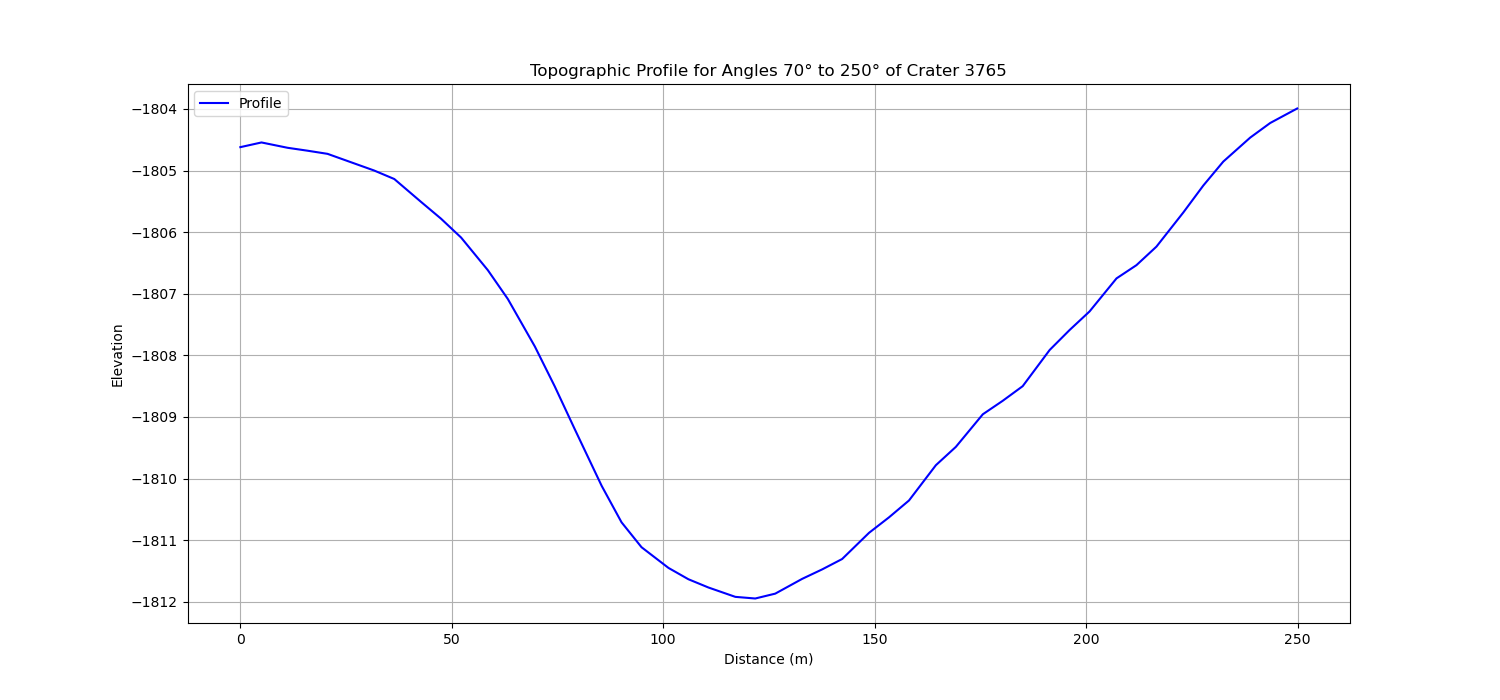 Topographic Profile for Angles 70° to 250° of Crater 3765
Profile
−1804
−1805
−1806
−1807
−1808
−1809
−1810
−1811
−1812
Elevation
0 50 100 150 200 250
Distance (m)